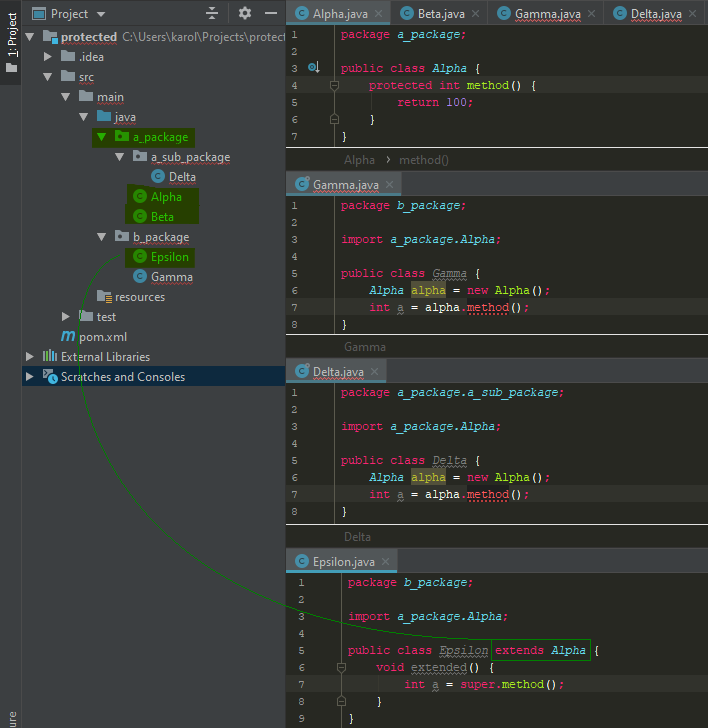 1: Project
Project
protected C:\Users\karol\Projects\protect
.idea
src
main
java
a_package
a_sub_package
Delta
Alpha
Beta
b_package
Epsilon
Gamma
resources
test
pom.xml
External Libraries
Scratches and Consoles
ure
Alpha.java Beta.java Gamma.java Delta.java
1 package a_package;
2
3 public class Alpha {
4 protected int method() {
5 return 100;
6 }
7 }
Alpha > method()
Gamma.java
1 package b_package;
2
3 import a_package.Alpha;
4
5 public class Gamma {
6 Alpha alpha = new Alpha();
7 int a = alpha.method();
8 }
Gamma
Delta.java
1 package a_package.a_sub_package;
2
3 import a_package.Alpha;
4
5 public class Delta {
6 Alpha alpha = new Alpha();
7 int a = alpha.method();
8 }
Delta
Epsilon.java
1 package b_package;
2
3 import a_package.Alpha;
4
5 public class Epsilon extends Alpha {
6 void extended() {
7 int a = super.method();
8 }
9 }